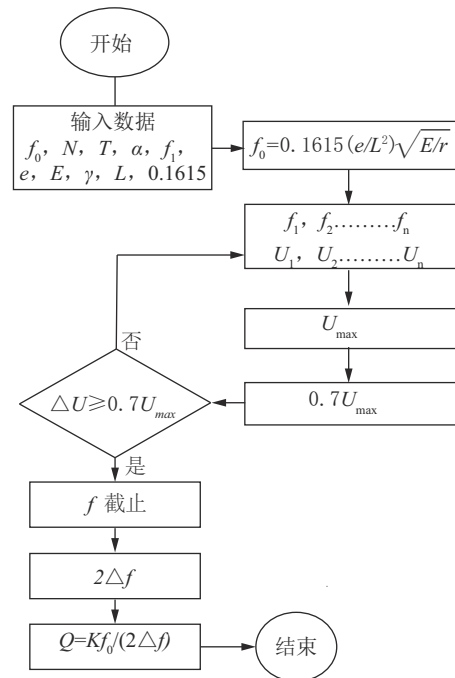 开始
输入数据
f₀, N, T, α, f₁,
e, E, γ, L, 0.1615
f₀=0.1615(e/L²)√E/r
f₁, f₂………fₙ
U₁, U₂………Uₙ
Uₘₐₓ
0.7Uₘₐₓ
否
△U≥0.7Uₘₐₓ
是
f 截止
2△f
Q=Kf₀/(2△f)
结束